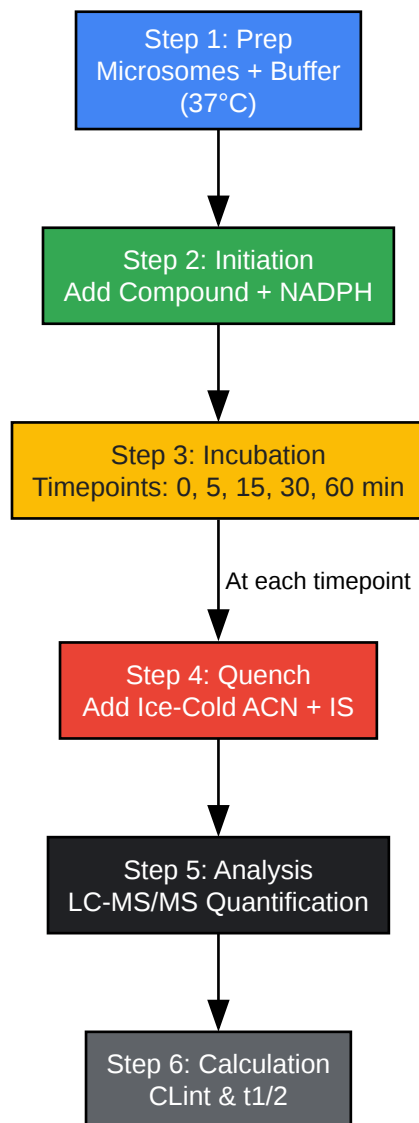 Step 1: Prep
Microsomes + Buffer
(37°C)
Step 2: Initiation
Add Compound + NADPH
Step 3: Incubation
Timepoints: 0, 5, 15, 30, 60 min
At each timepoint
Step 4: Quench
Add Ice-Cold ACN + IS
Step 5: Analysis
LC-MS/MS Quantification
Step 6: Calculation
CLint & t1/2